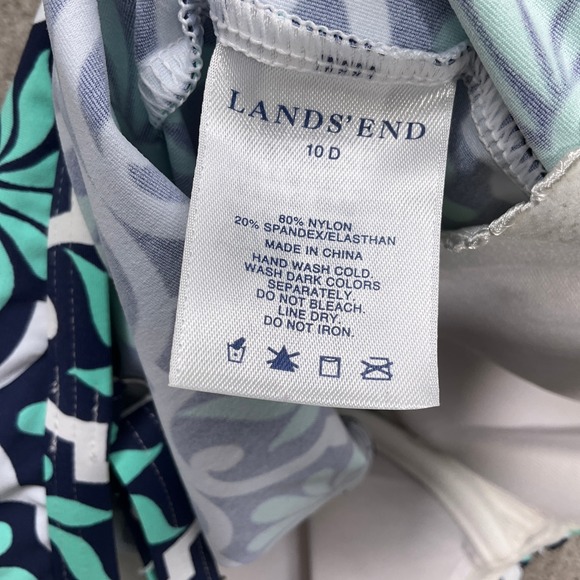 LANDS' END
10 D
80% NYLON
20% SPANDEX/ELASTHAN
MADE IN CHINA
HAND WASH COLD.
WASH DARK COLORS
SEPARATELY.
DO NOT BLEACH.
LINE DRY.
DO NOT IRON.